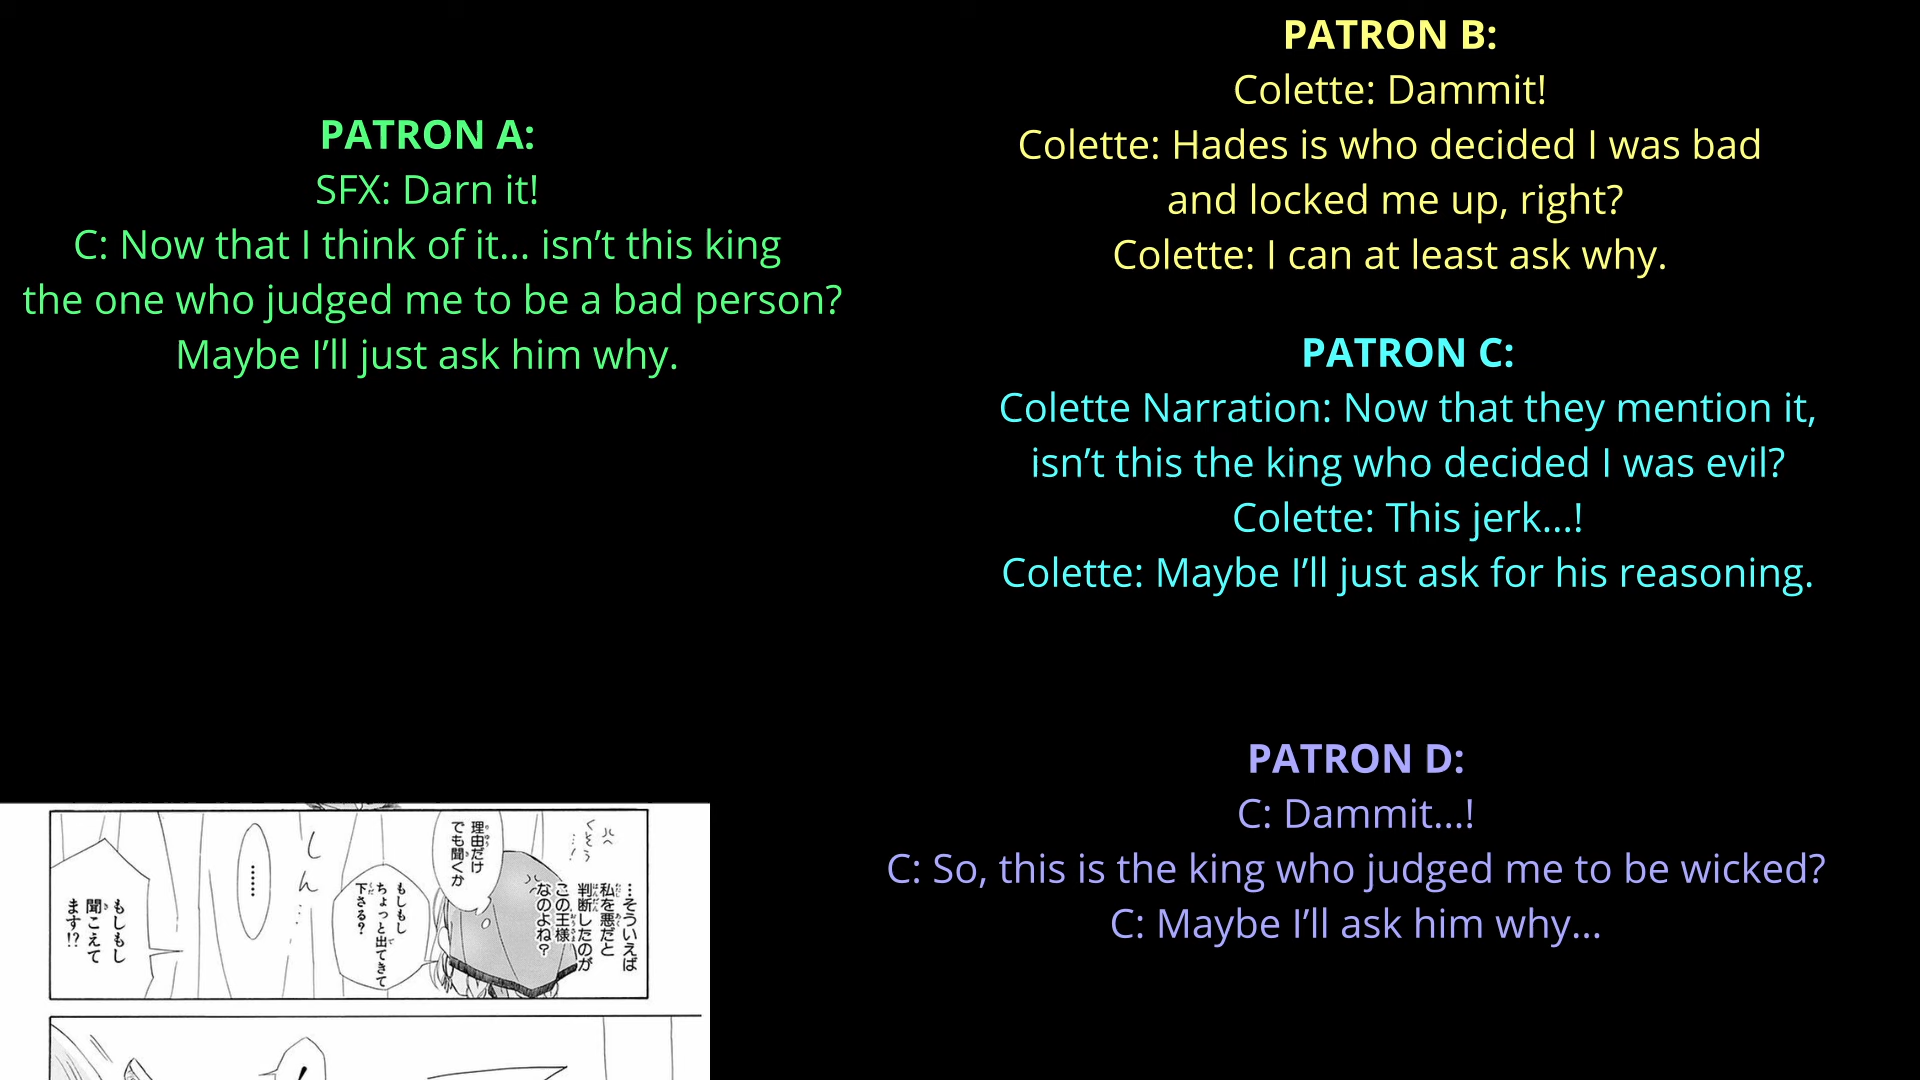 PATRON A:
SFX: Darn it!
C: Now that I think of it... isn't this king
the one who judged me to be a bad person?
Maybe I'll just ask him why.
PATRON B:
Colette: Dammit!
Colette: Hades is who decided I was bad
and locked me up, right?
Colette: I can at least ask why.
PATRON C:
Colette Narration: Now that they mention it,
isn't this the king who decided I was evil?
Colette: This jerk...!
Colette: Maybe I'll just ask for his reasoning.
PATRON D:
C: Dammit...!
C: So, this is the king who judged me to be wicked?
C: Maybe I'll ask him why...
くそう
…!
…そういえば
私を悪だと
判断したのが
この王様
なのよね?
理由だけ
でも聞くか
もしもし
ちょっと出てきて
下さる?
しん…
……
もしもし
聞こえて
ます!?